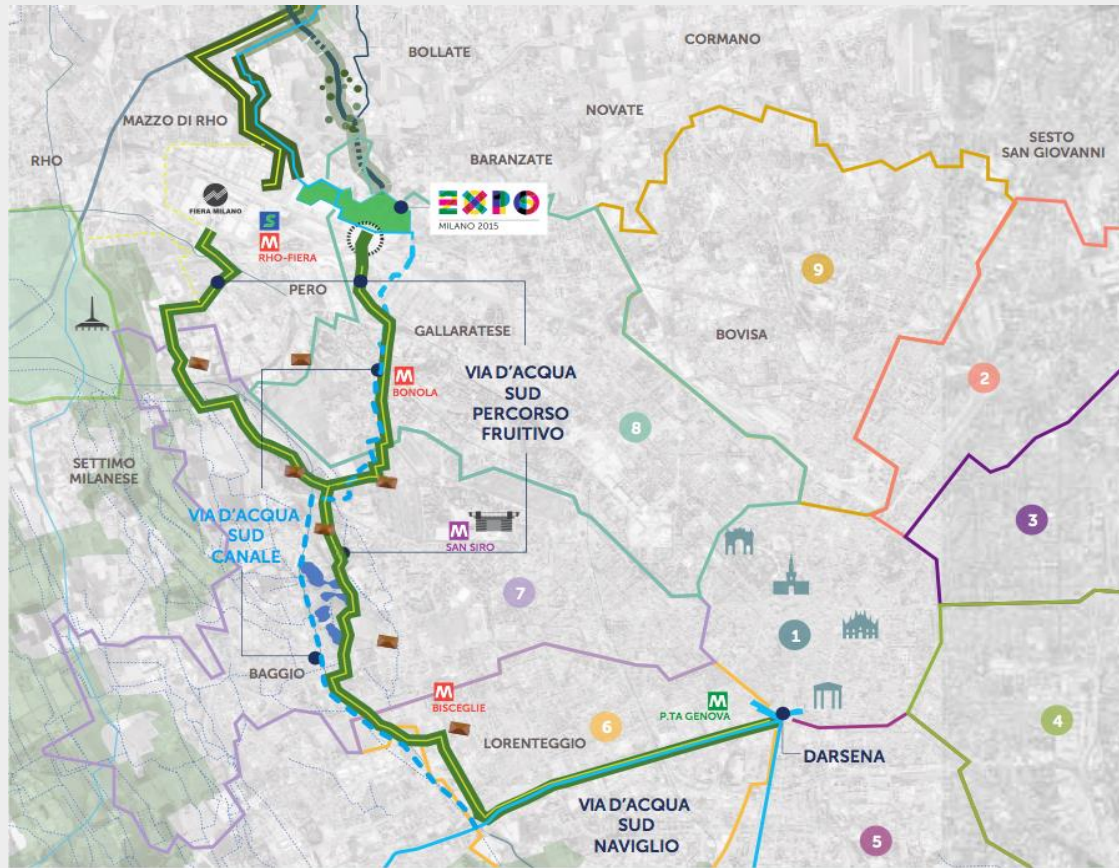 BOLLATE
CORMANO
NOVATE
MAZZO DI RHO
SESTO
SAN GIOVANNI
RHO
BARANZATE
FIERA MILANO
EXPO
MILANO 2015
S
M
RHO-FIERA
9
PERO
GALLARATESE
BOVISA
2
M
BONOLA
VIA D'ACQUA
SUD
PERCORSO
FRUITIVO
8
SETTIMO
MILANESE
VIA D'ACQUA
SUD
CANALE
M
SAN SIRO
3
7
1
BAGGIO
M
BISCEGLIE
M
P.TA GENOVA
6
4
LORENTEGGIO
DARSENA
VIA D'ACQUA
SUD
NAVIGLIO
5